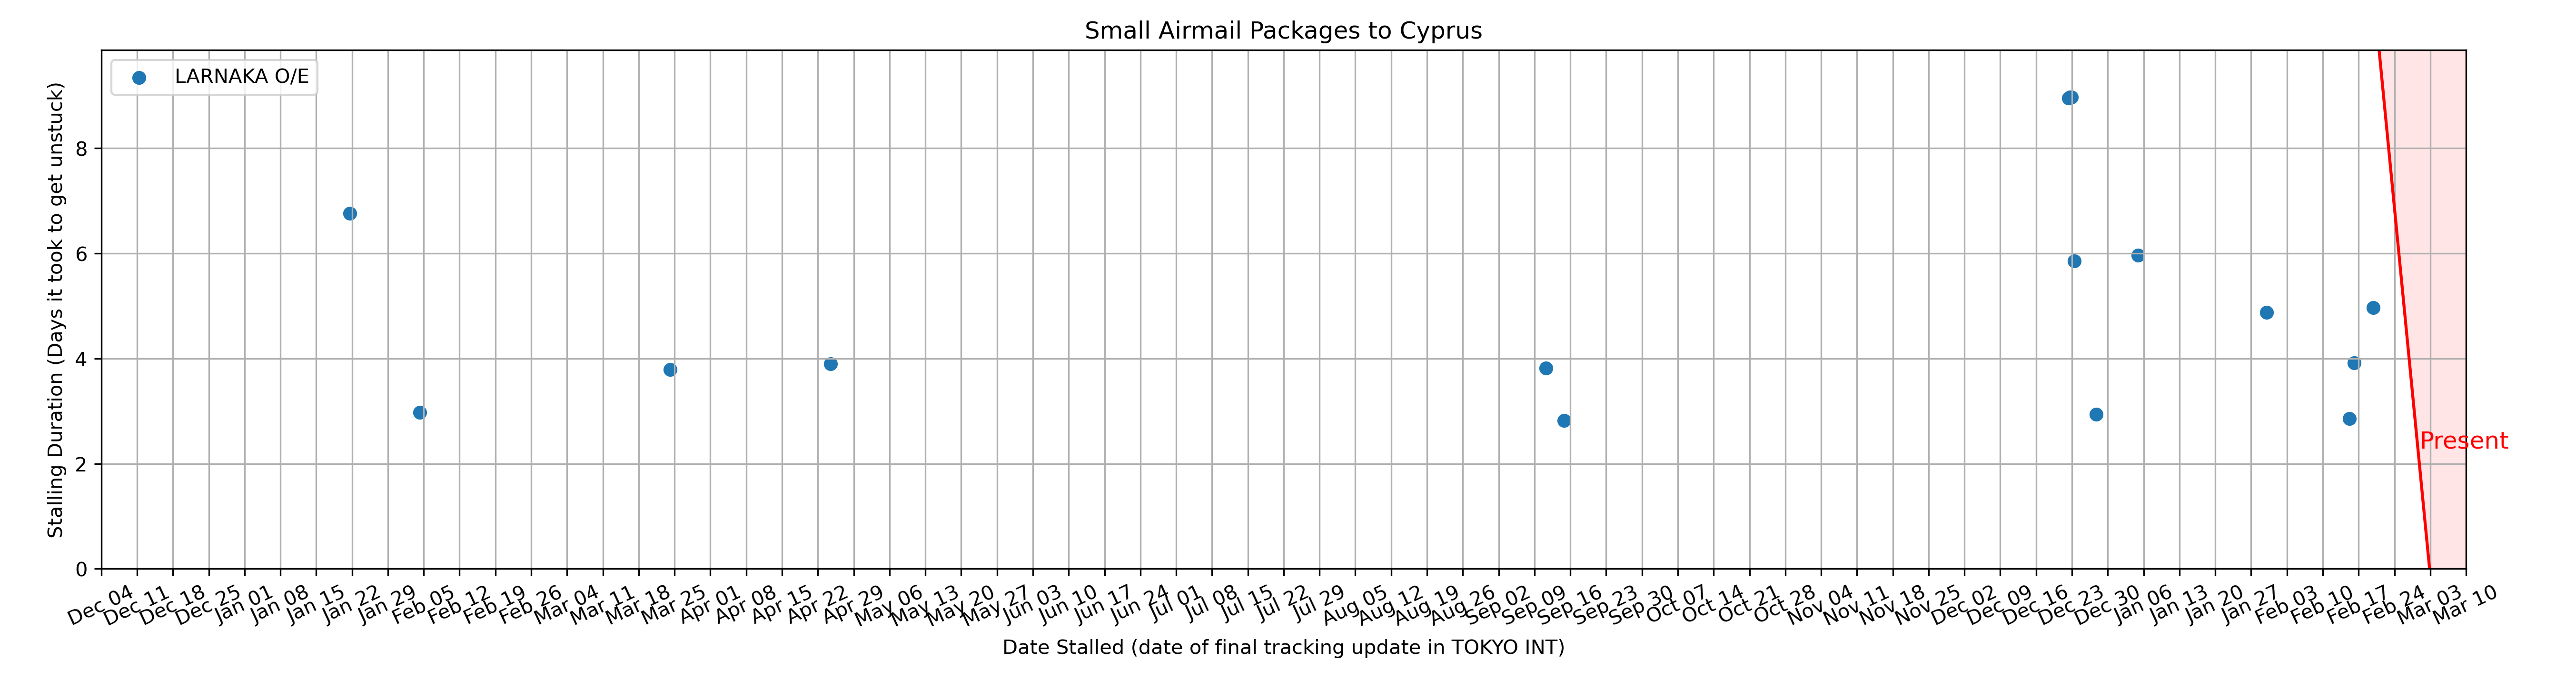 Small Airmail Packages to Cyprus
LARNAKA O/E
Stalling Duration (Days it took to get unstuck)
8
6
4
2
0
Present
Dec 04 Dec 11 Dec 18 Dec 25 Jan 01 Jan 08 Jan 15 Jan 22 Jan 29 Feb 05 Feb 12 Feb 19 Feb 26 Mar 04 Mar 11 Mar 18 Mar 25 Apr 01 Apr 08 Apr 15 Apr 22 Apr 29 May 06 May 13 May 20 May 27 Jun 03 Jun 10 Jun 17 Jun 24 Jul 01 Jul 08 Jul 15 Jul 22 Jul 29 Aug 05 Aug 12 Aug 19 Aug 26 Sep 02 Sep 09 Sep 16 Sep 23 Sep 30 Oct 07 Oct 14 Oct 21 Oct 28 Nov 04 Nov 11 Nov 18 Nov 25 Dec 02 Dec 09 Dec 16 Dec 23 Dec 30 Jan 06 Jan 13 Jan 20 Jan 27 Feb 03 Feb 10 Feb 17 Feb 24 Mar 03 Mar 10
Date Stalled (date of final tracking update in TOKYO INT)